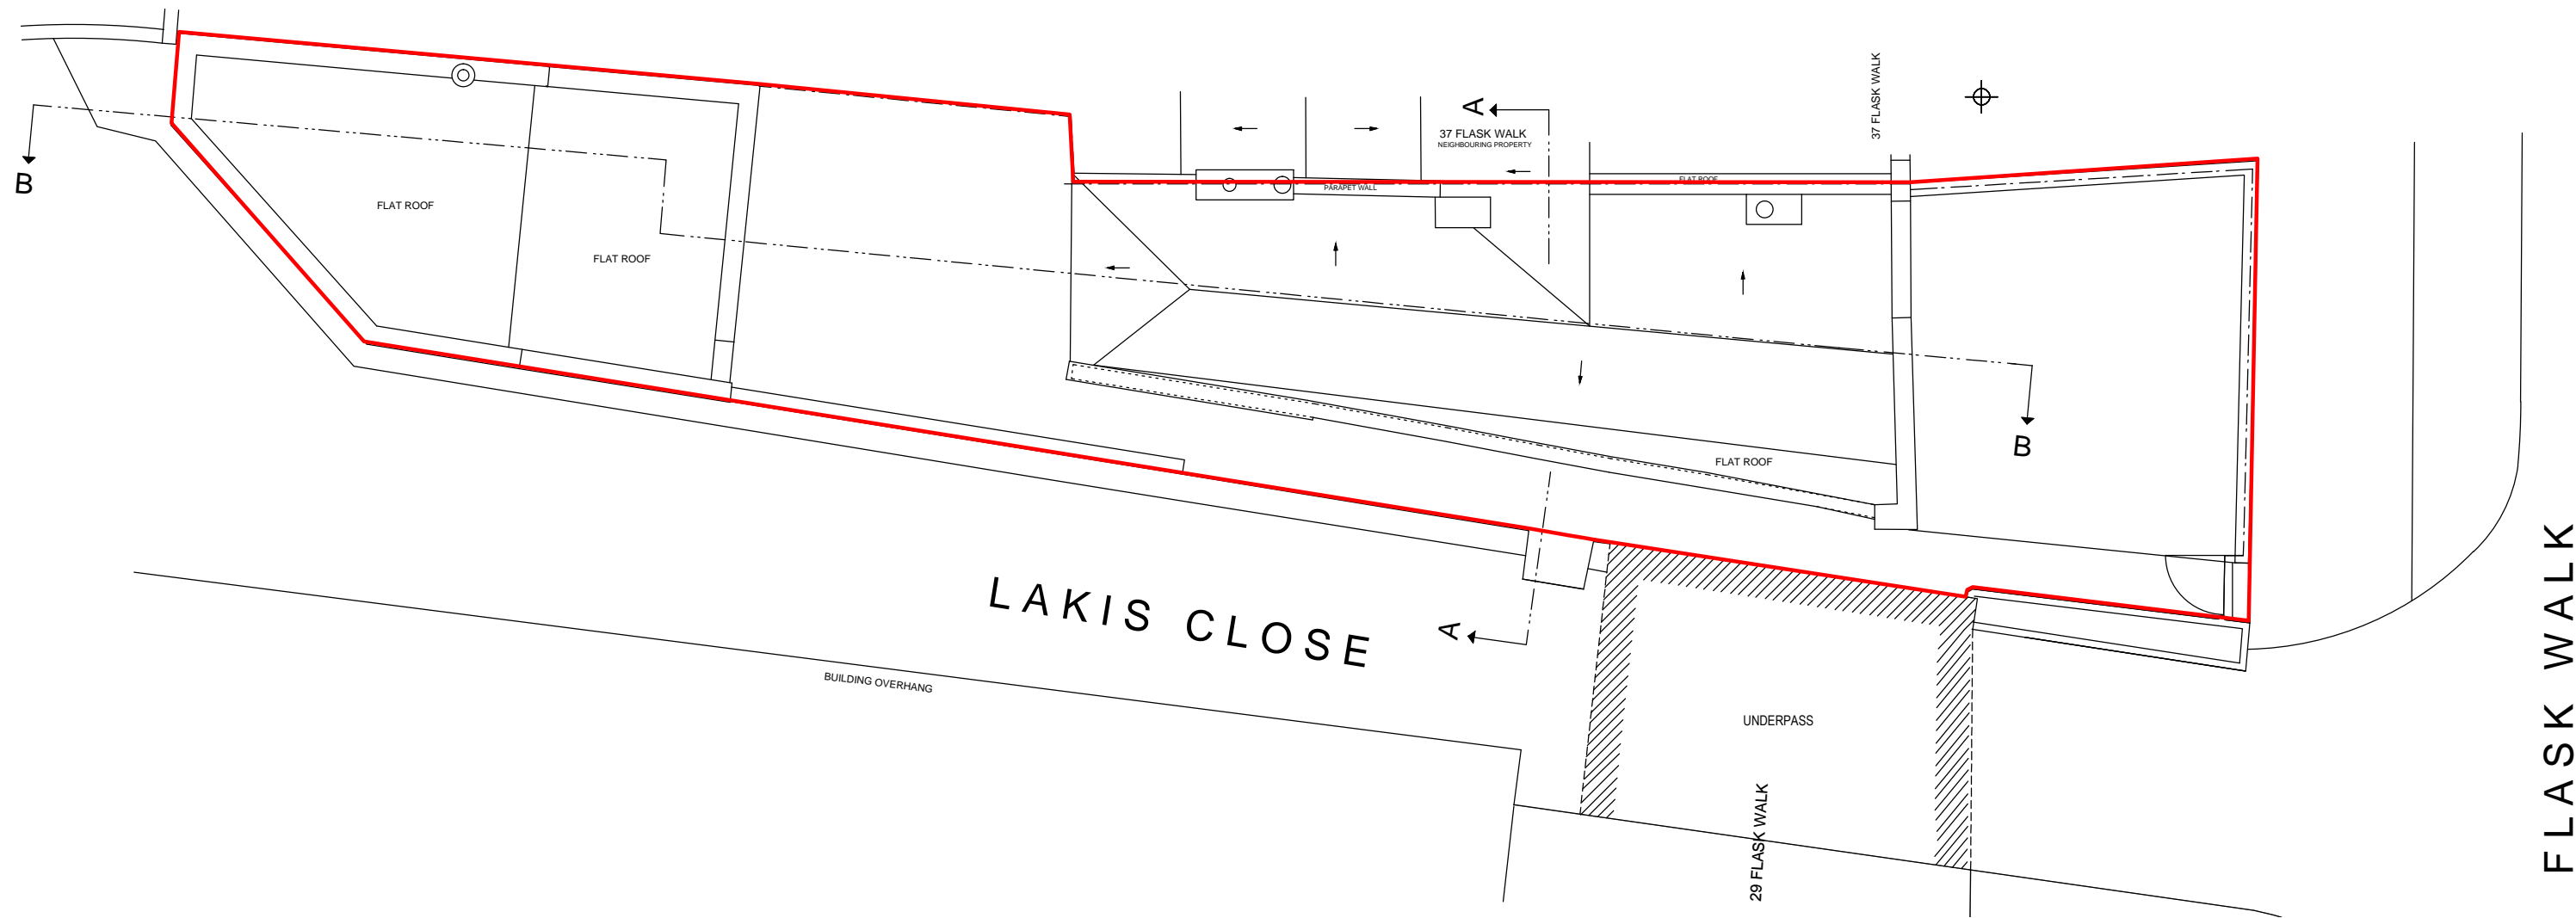 37 FLASK WALK
A
37 FLASK WALK
NEIGHBOURING PROPERTY
B
PARAPET WALL
FLAT ROOF
FLAT ROOF
FLAT ROOF
B
FLAT ROOF
LAKIS CLOSE
A
BUILDING OVERHANG
UNDERPASS
29 FLASK WALK
FLASK WALK